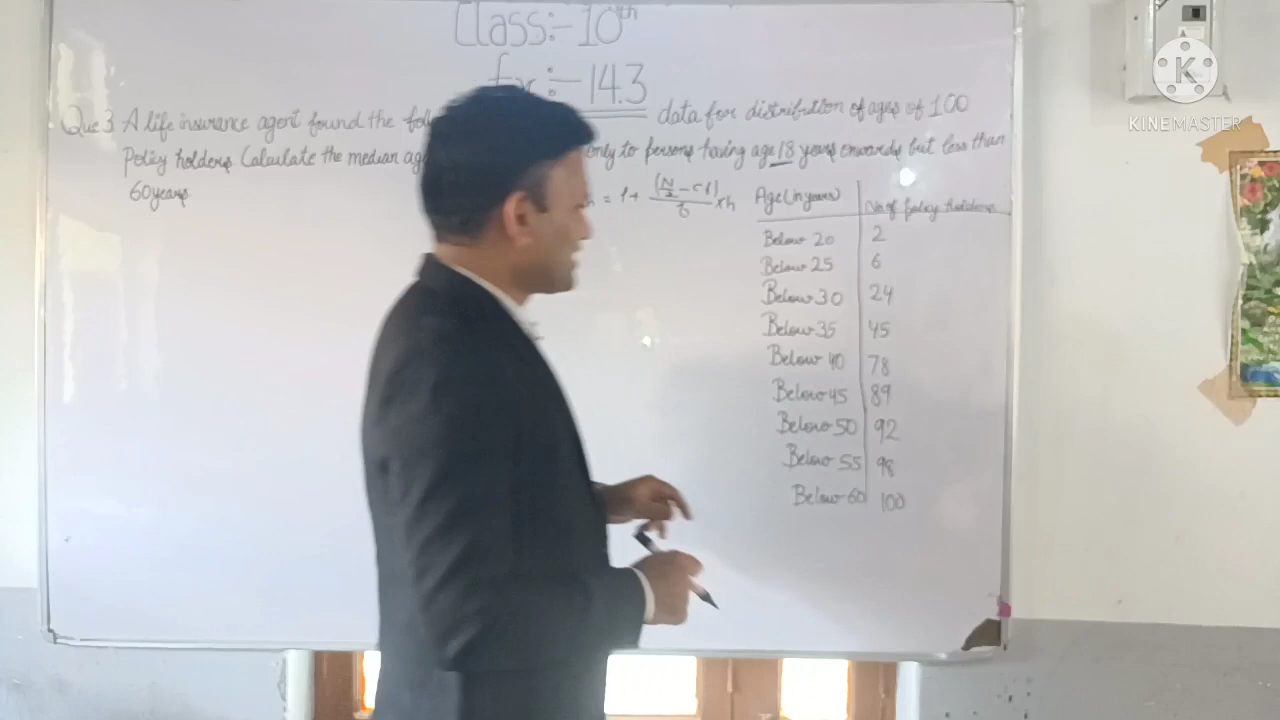 Class:-10th
:-14.3
Que 3 A life insurance agent found the data for distribution of ages of 100
Policy holders Calculate the median only to persons having age 18 years onwards but less than
60 years
= l + (N/2 - cf)/f × h
Age (in years) No. of policy holders
Below 20 2
Below 25 6
Below 30 24
Below 35 45
Below 40 78
Below 45 89
Below 50 92
Below 55 98
Below 60 100
K
KINEMASTER